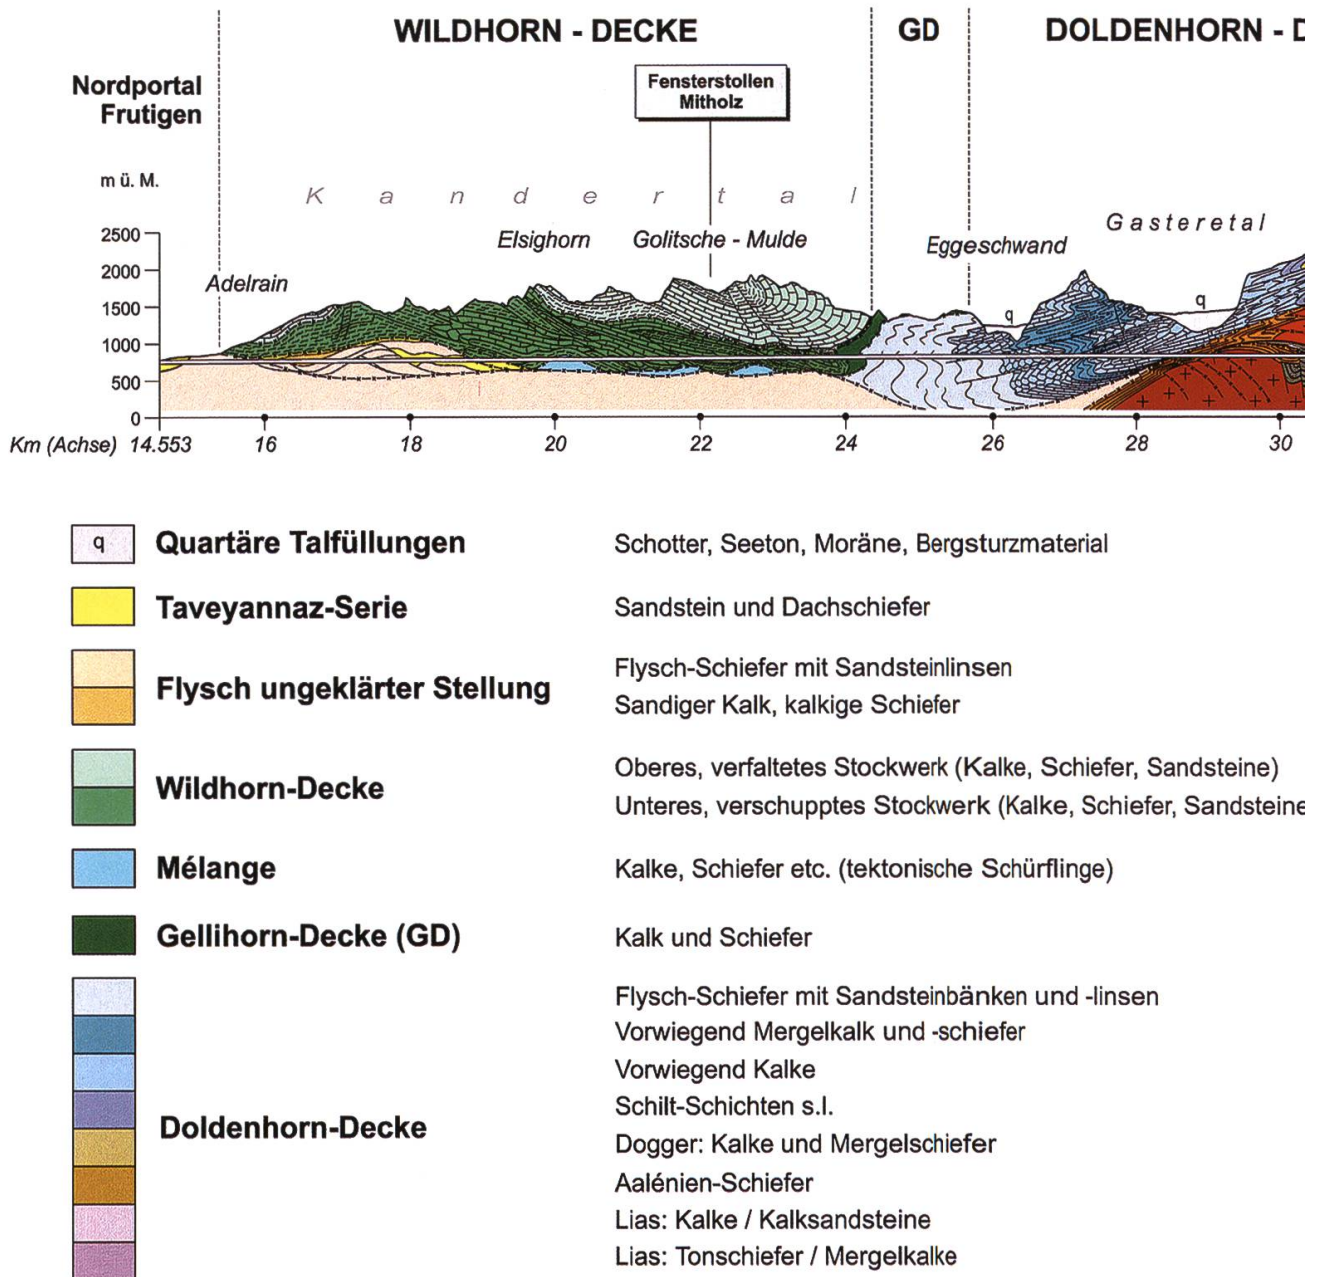 WILDHORN - DECKE
GD
DOLDENHORN - D
Nordportal
Frutigen
Fensterstollen
Mitholz
m ü. M.
Kandertal
Gasteretal
2500
Elsighorn
Golitsche - Mulde
Eggeschwand
2000
Adelrain
1500
q
q
1000
500
0
Km (Achse) 14.553 16 18 20 22 24 26 28 30
q Quartäre Talfüllungen Schotter, Seeton, Moräne, Bergsturzmaterial
Taveyannaz-Serie Sandstein und Dachschiefer
Flysch ungeklärter Stellung
Flysch-Schiefer mit Sandsteinlinsen
Sandiger Kalk, kalkige Schiefer
Wildhorn-Decke
Oberes, verfaltetes Stockwerk (Kalke, Schiefer, Sandsteine)
Unteres, verschupptes Stockwerk (Kalke, Schiefer, Sandsteine
Mélange Kalke, Schiefer etc. (tektonische Schürflinge)
Gellihorn-Decke (GD) Kalk und Schiefer
Doldenhorn-Decke
Flysch-Schiefer mit Sandsteinbänken und -linsen
Vorwiegend Mergelkalk und -schiefer
Vorwiegend Kalke
Schilt-Schichten s.l.
Dogger: Kalke und Mergelschiefer
Aalénien-Schiefer
Lias: Kalke / Kalksandsteine
Lias: Tonschiefer / Mergelkalke